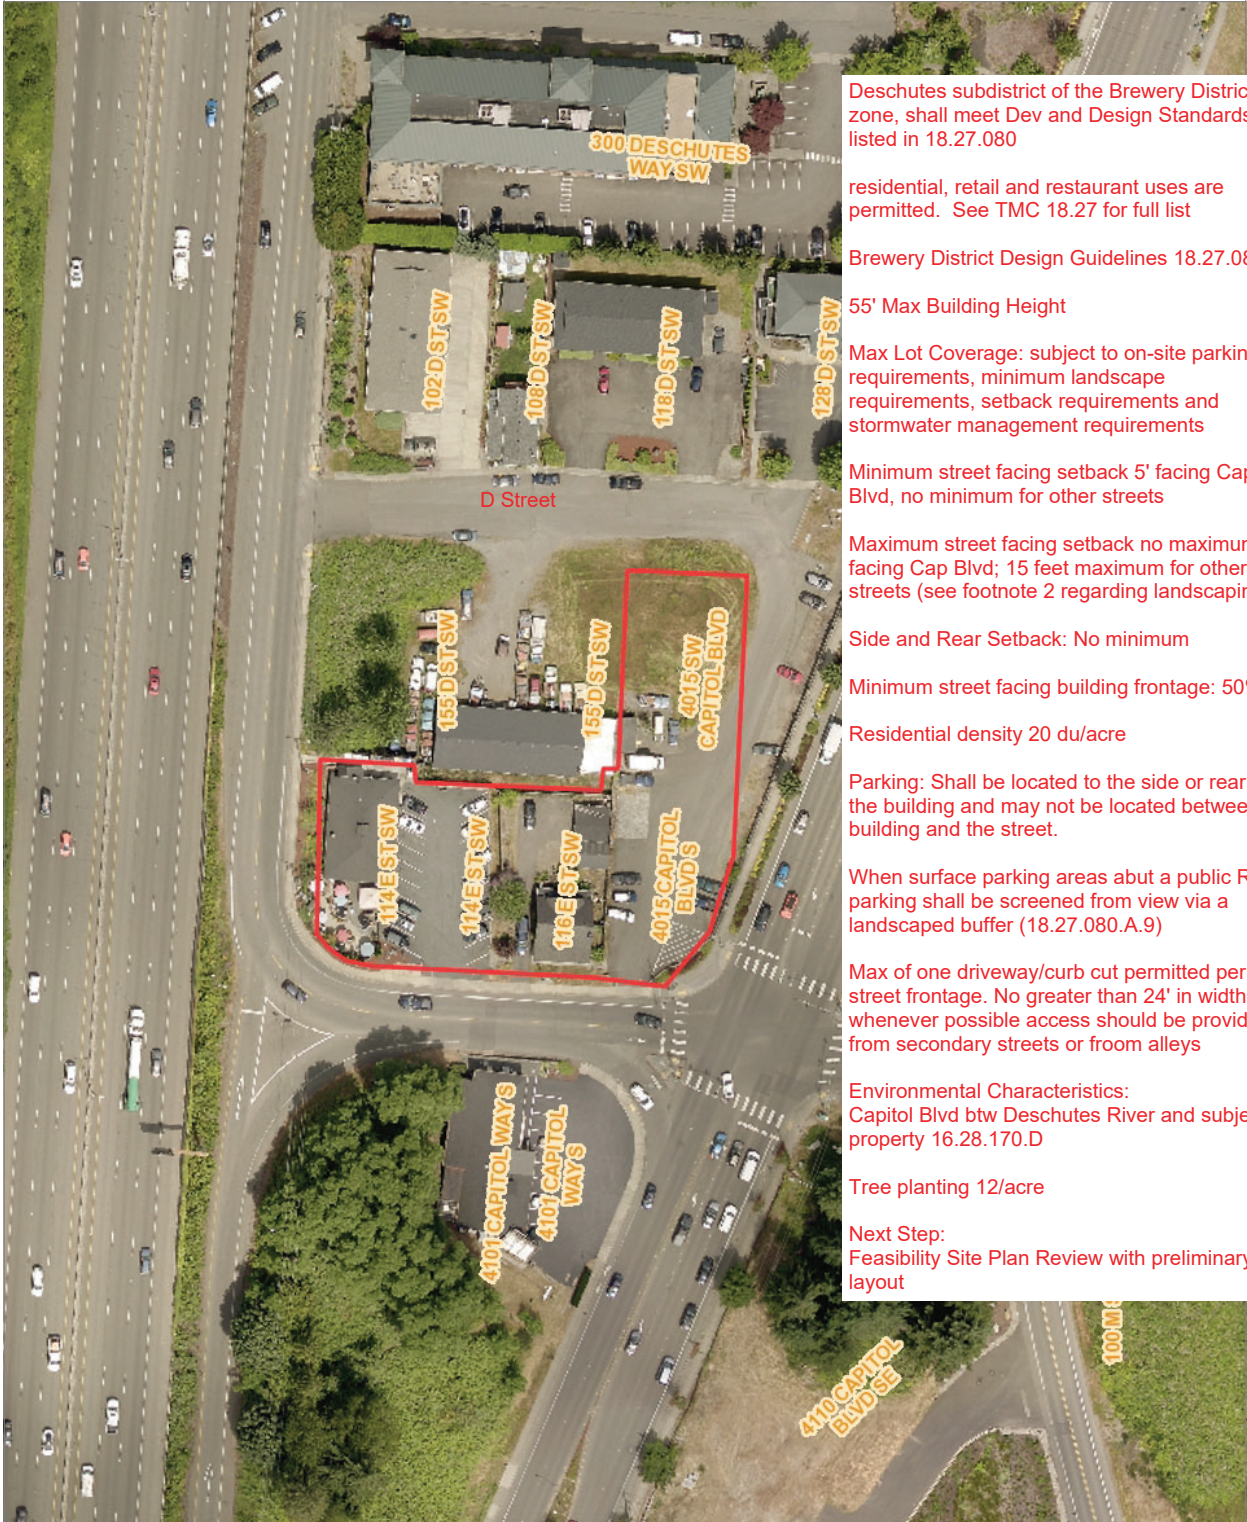 300 DESCHUTES
WAY SW
102 D ST SW
108 D ST SW
118 D ST SW
128 D ST SW
D Street
155 D ST SW
155 D ST SW
4015 SW
CAPITOL BLVD
114 E ST SW
114 E ST SW
116 E ST SW
4015 CAPITOL
BLVD S
4101 CAPITOL WAY S
4101 CAPITOL
WAY S
4110 CAPITOL
BLVD SE
100 M
Deschutes subdistrict of the Brewery Distric
zone, shall meet Dev and Design Standards
listed in 18.27.080
residential, retail and restaurant uses are
permitted. See TMC 18.27 for full list
Brewery District Design Guidelines 18.27.08
55' Max Building Height
Max Lot Coverage: subject to on-site parkin
requirements, minimum landscape
requirements, setback requirements and
stormwater management requirements
Minimum street facing setback 5' facing Cap
Blvd, no minimum for other streets
Maximum street facing setback no maximum
facing Cap Blvd; 15 feet maximum for other
streets (see footnote 2 regarding landscapin
Side and Rear Setback: No minimum
Minimum street facing building frontage: 50
Residential density 20 du/acre
Parking: Shall be located to the side or rear
the building and may not be located betwee
building and the street.
When surface parking areas abut a public R
parking shall be screened from view via a
landscaped buffer (18.27.080.A.9)
Max of one driveway/curb cut permitted per
street frontage. No greater than 24' in width
whenever possible access should be provid
from secondary streets or froom alleys
Environmental Characteristics:
Capitol Blvd btw Deschutes River and subje
property 16.28.170.D
Tree planting 12/acre
Next Step:
Feasibility Site Plan Review with preliminary
layout